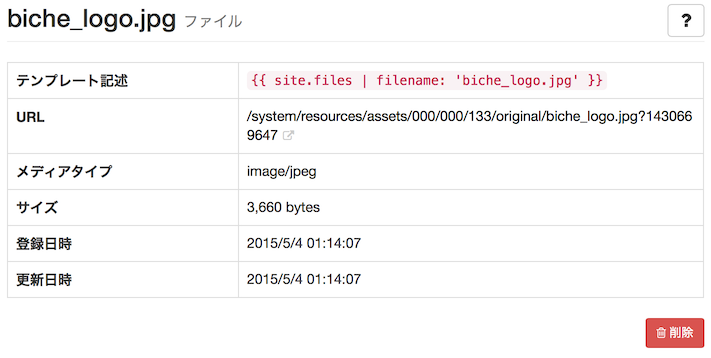 biche_logo.jpg ファイル
?
テンプレート記述 {{ site.files | filename: 'biche_logo.jpg' }}
URL /system/resources/assets/000/000/133/original/biche_logo.jpg?143066
9647
メディアタイプ image/jpeg
サイズ 3,660 bytes
登録日時 2015/5/4 01:14:07
更新日時 2015/5/4 01:14:07
削除